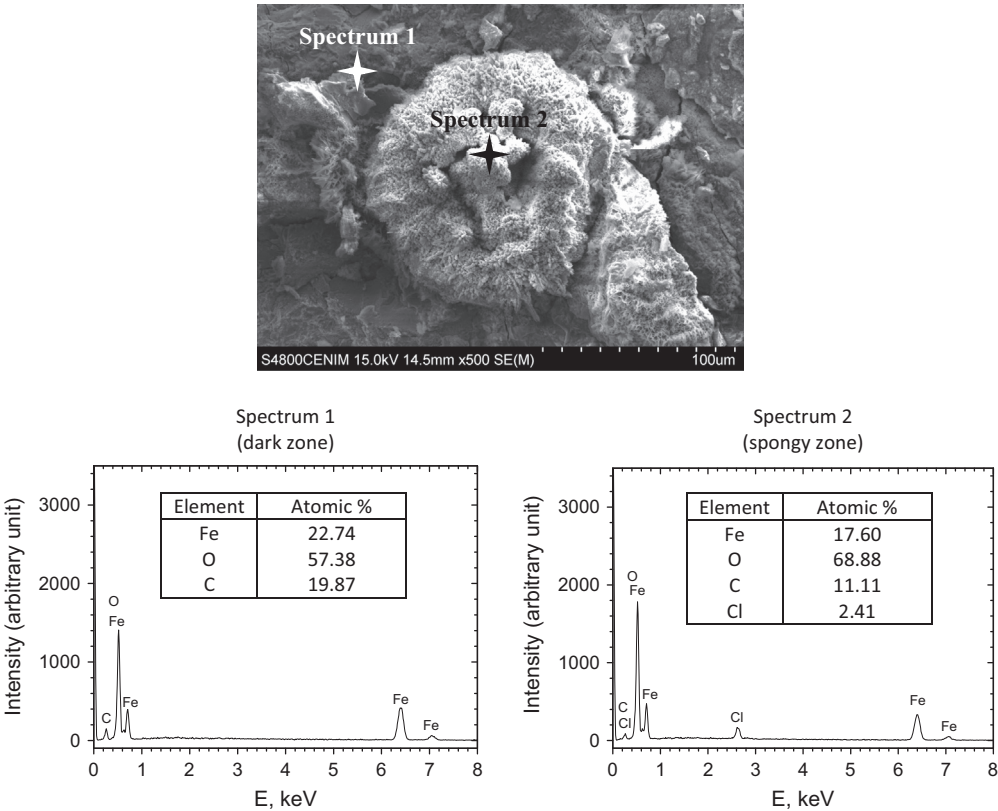 Spectrum 1
Spectrum 2
S4800CENIM 15.0kV 14.5mm x500 SE(M)
100um
Spectrum 1
(dark zone)
Intensity (arbitrary unit)
3000
2000
1000
0
Element Atomic %
Fe 22.74
O 57.38
C 19.87
O
Fe
C
Fe
Fe
Fe
0 1 2 3 4 5 6 7 8
E, keV
Spectrum 2
(spongy zone)
Intensity (arbitrary unit)
3000
2000
1000
0
Element Atomic %
Fe 17.60
O 68.88
C 11.11
Cl 2.41
O
Fe
C
Cl
Fe
Cl
Fe
Fe
0 1 2 3 4 5 6 7 8
E, keV